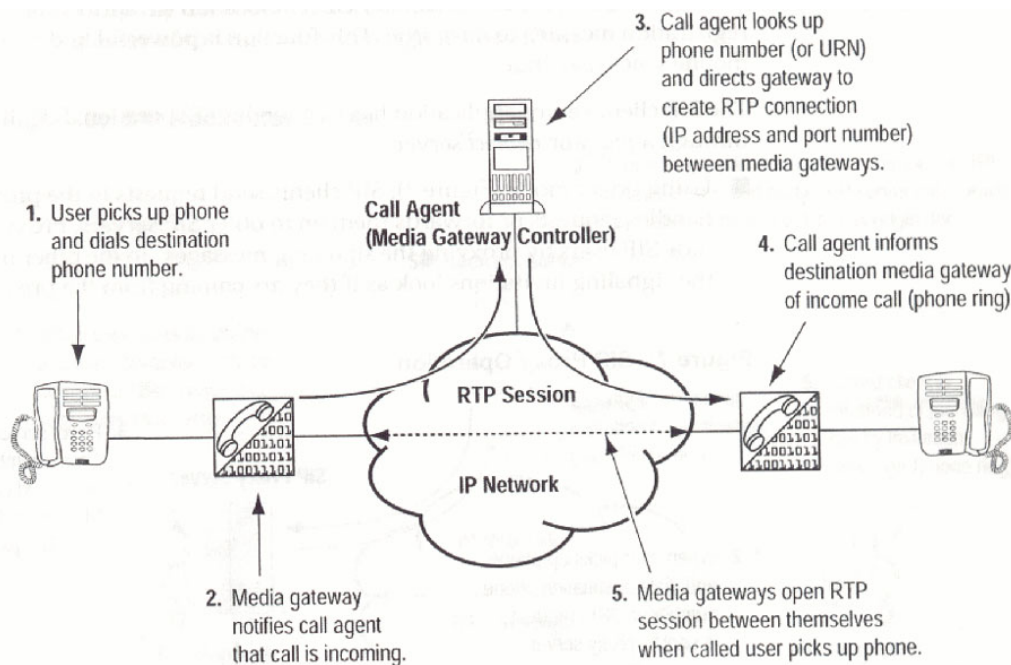 3. Call agent looks up
phone number (or URN)
and directs gateway to
create RTP connection
(IP address and port number)
between media gateways.
1. User picks up phone
and dials destination
phone number.
Call Agent
(Media Gateway Controller)
4. Call agent informs
destination media gateway
of income call (phone ring)
RTP Session
IP Network
2. Media gateway
notifies call agent
that call is incoming.
5. Media gateways open RTP
session between themselves
when called user picks up phone.